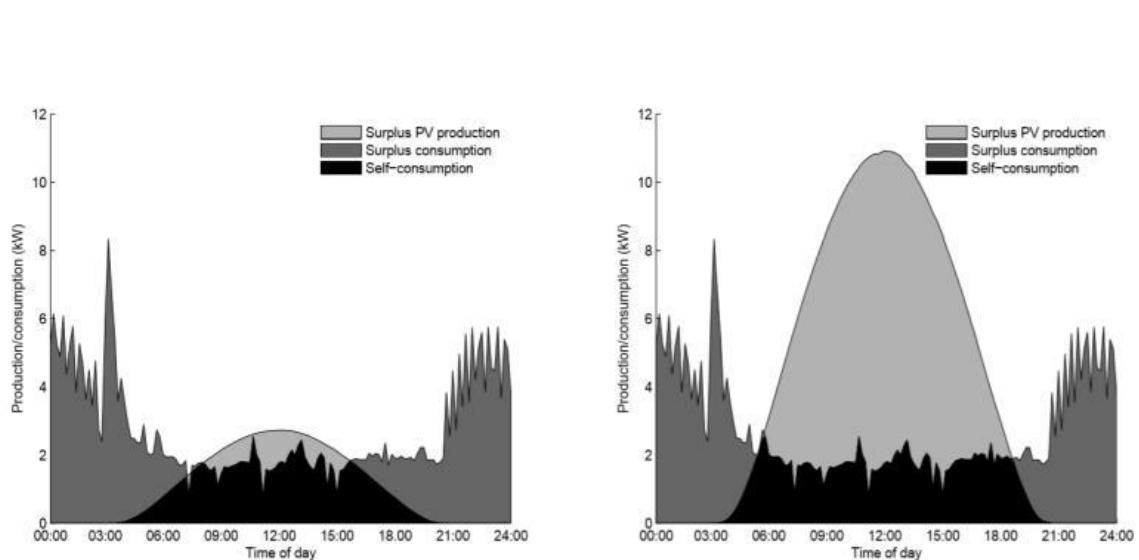 12
10
8
6
4
2
0
Production/consumption (kW)
Surplus PV production
Surplus consumption
Self-consumption
00:00 03:00 06:00 09:00 12:00 15:00 18.00 21:00 24:00
Time of day
12
10
8
6
4
2
0
Production/consumption (kW)
Surplus PV production
Surplus consumption
Self-consumption
00:00 03:00 06:00 09:00 12:00 15:00 18:00 21:00 24:00
Time of day